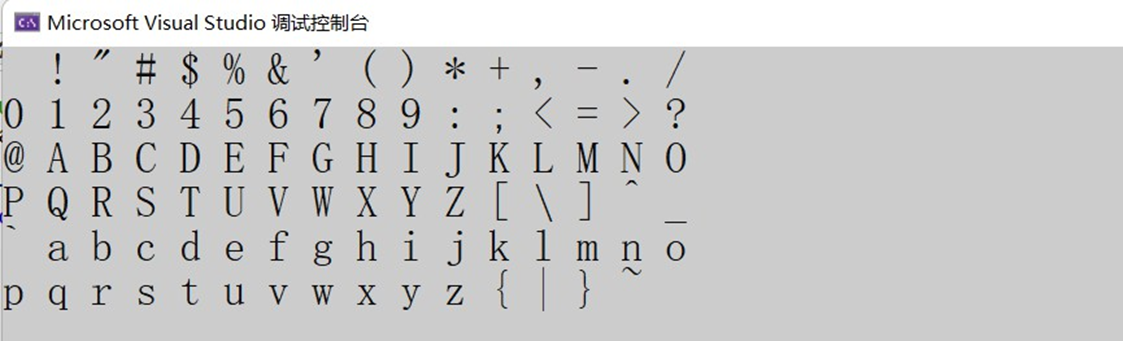 Microsoft Visual Studio 调试控制台
! " # $ % & ' ( ) * + , - . /
0 1 2 3 4 5 6 7 8 9 : ; < = > ?
@ A B C D E F G H I J K L M N O
P Q R S T U V W X Y Z [ \ ] ^ _
` a b c d e f g h i j k l m n o
p q r s t u v w x y z { | } ~